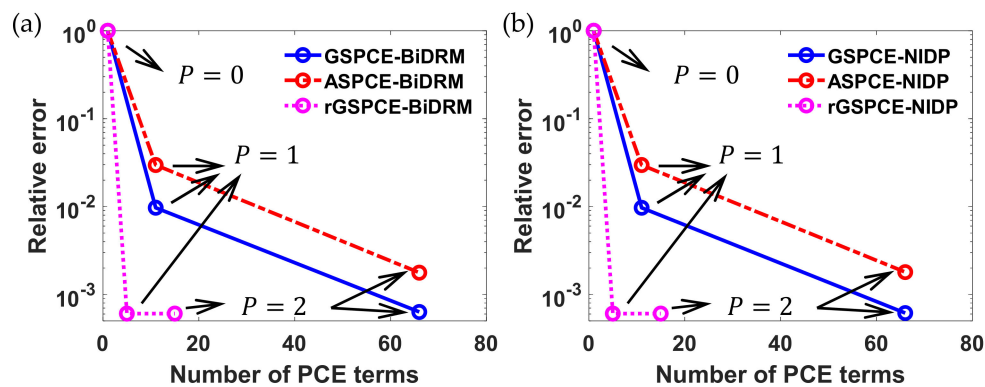 (a)
Relative error
10^0
10^-1
10^-2
10^-3
GSPCE-BiDRM
ASPCE-BiDRM
rGSPCE-BiDRM
P = 0
P = 1
P = 2
0 20 40 60 80
Number of PCE terms
(b)
Relative error
10^0
10^-1
10^-2
10^-3
GSPCE-NIDP
ASPCE-NIDP
rGSPCE-NIDP
P = 0
P = 1
P = 2
0 20 40 60 80
Number of PCE terms